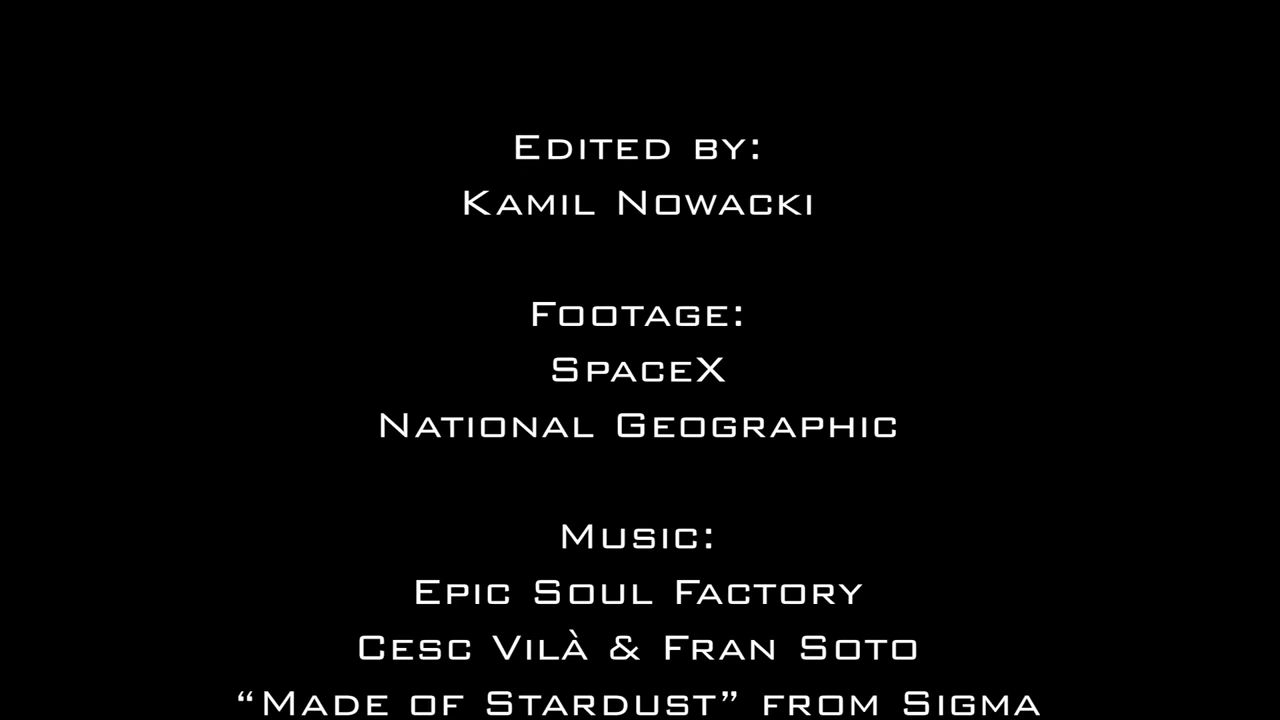 Edited by:
Kamil Nowacki
Footage:
SpaceX
National Geographic
Music:
Epic Soul Factory
Cesc Vilà & Fran Soto
“Made of Stardust” from Sigma